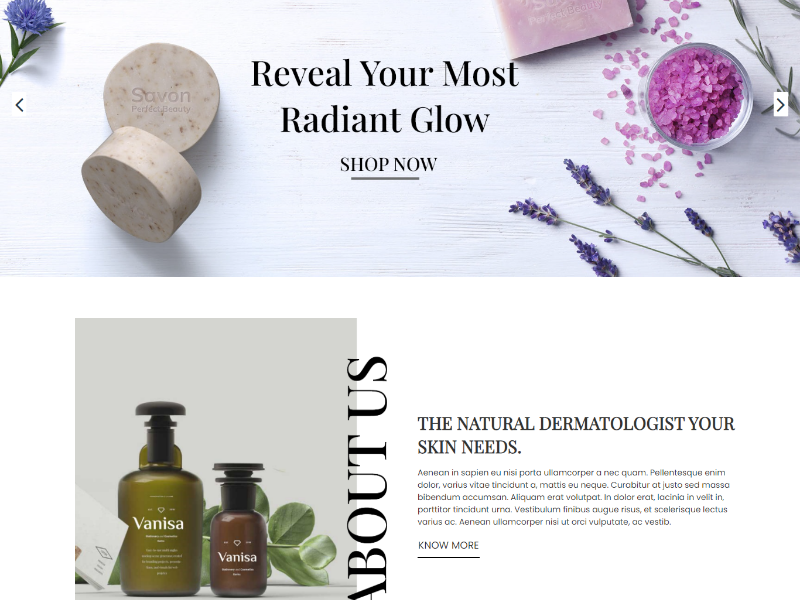 Savon
Perfect Beauty
Reveal Your Most
Radiant Glow
SHOP NOW
ABOUT US
Vanisa
Vanisa
THE NATURAL DERMATOLOGIST YOUR
SKIN NEEDS.
Aenean in sapien eu nisi porta ullamcorper a nec quam. Pellentesque enim
dolor, varius vitae tincidunt a, mattis eu neque. Curabitur at justo sed massa
bibendum accumsan. Aliquam erat volutpat. In dolor erat, lacinia in velit in,
porttitor tincidunt urna. Vestibulum finibus augue risus, et scelerisque lectus
varius ac. Aenean ullamcorper nisi ut orci vulputate, ac vestib.
KNOW MORE